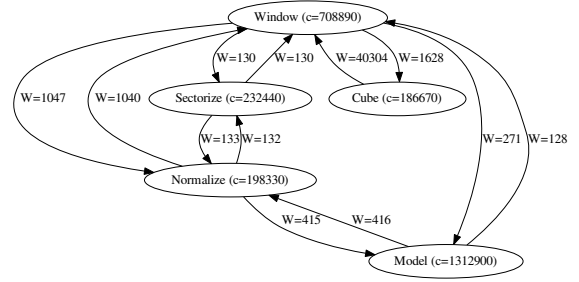 Window (c=708890)
W=130 W=130 W=40304 W=1628
W=1047 W=1040 Sectorize (c=232440) Cube (c=186670)
W=133 W=132 W=271 W=128
Normalize (c=198330)
W=415 W=416
Model (c=1312900)